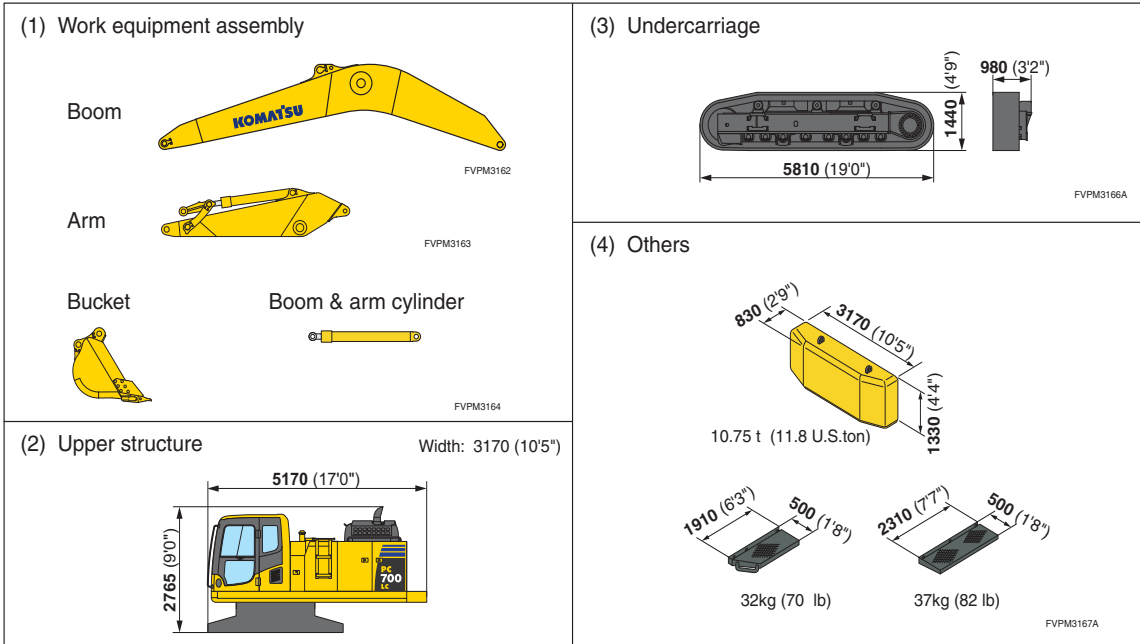 (1) Work equipment assembly
Boom
KOMATSU
FVPM3162
Arm
FVPM3163
Bucket
Boom & arm cylinder
FVPM3164
(2) Upper structure
Width: 3170 (10'5")
5170 (17'0")
2765 (9'0")
PC
700
LC
(3) Undercarriage
980 (3'2")
1440 (4'9")
5810 (19'0")
FVPM3166A
(4) Others
830 (2'9")
3170 (10'5")
1330 (4'4")
10.75 t (11.8 U.S.ton)
1910 (6'3")
500 (1'8")
32kg (70 lb)
2310 (7'7")
500 (1'8")
37kg (82 lb)
FVPM3167A